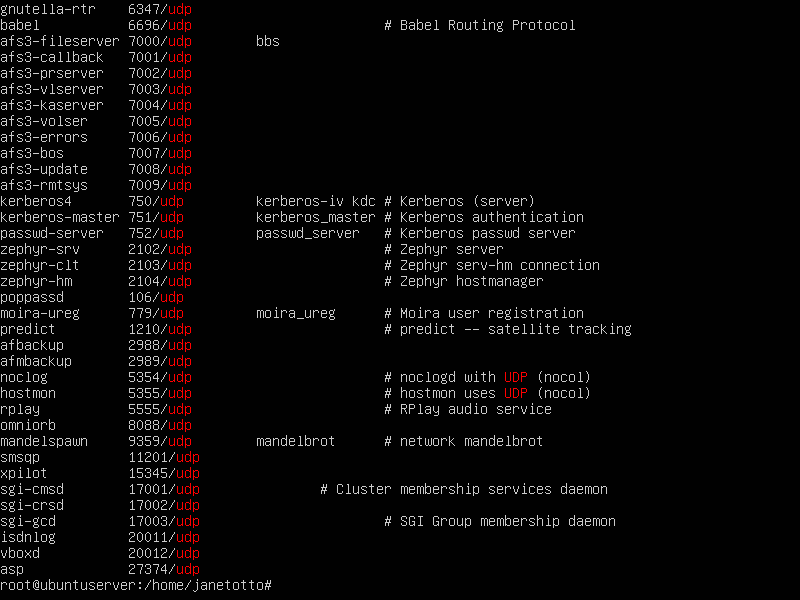 gnutella-rtr    6347/udp
babel           6696/udp                        # Babel Routing Protocol
afs3-fileserver 7000/udp        bbs
afs3-callback   7001/udp
afs3-prserver   7002/udp
afs3-vlserver   7003/udp
afs3-kaserver   7004/udp
afs3-volser     7005/udp
afs3-errors     7006/udp
afs3-bos        7007/udp
afs3-update     7008/udp
afs3-rmtsys     7009/udp
kerberos4       750/udp         kerberos-iv kdc # Kerberos (server)
kerberos-master 751/udp         kerberos_master # Kerberos authentication
passwd-server   752/udp         passwd_server   # Kerberos passwd server
zephyr-srv      2102/udp                        # Zephyr server
zephyr-clt      2103/udp                        # Zephyr serv-hm connection
zephyr-hm       2104/udp                        # Zephyr hostmanager
poppassd        106/udp
moira-ureg      779/udp         moira_ureg      # Moira user registration
predict         1210/udp                        # predict -- satellite tracking
afbackup        2988/udp
afmbackup       2989/udp
noclog          5354/udp                        # noclogd with UDP (nocol)
hostmon         5355/udp                        # hostmon uses UDP (nocol)
rplay           5555/udp                        # RPlay audio service
omniorb         8088/udp
mandelspawn     9359/udp        mandelbrot      # network mandelbrot
smsqp           11201/udp
xpilot          15345/udp
sgi-cmsd        17001/udp               # Cluster membership services daemon
sgi-crsd        17002/udp
sgi-gcd         17003/udp                       # SGI Group membership daemon
isdnlog         20011/udp
vboxd           20012/udp
asp             27374/udp
root@ubuntuserver:/home/janetotto#